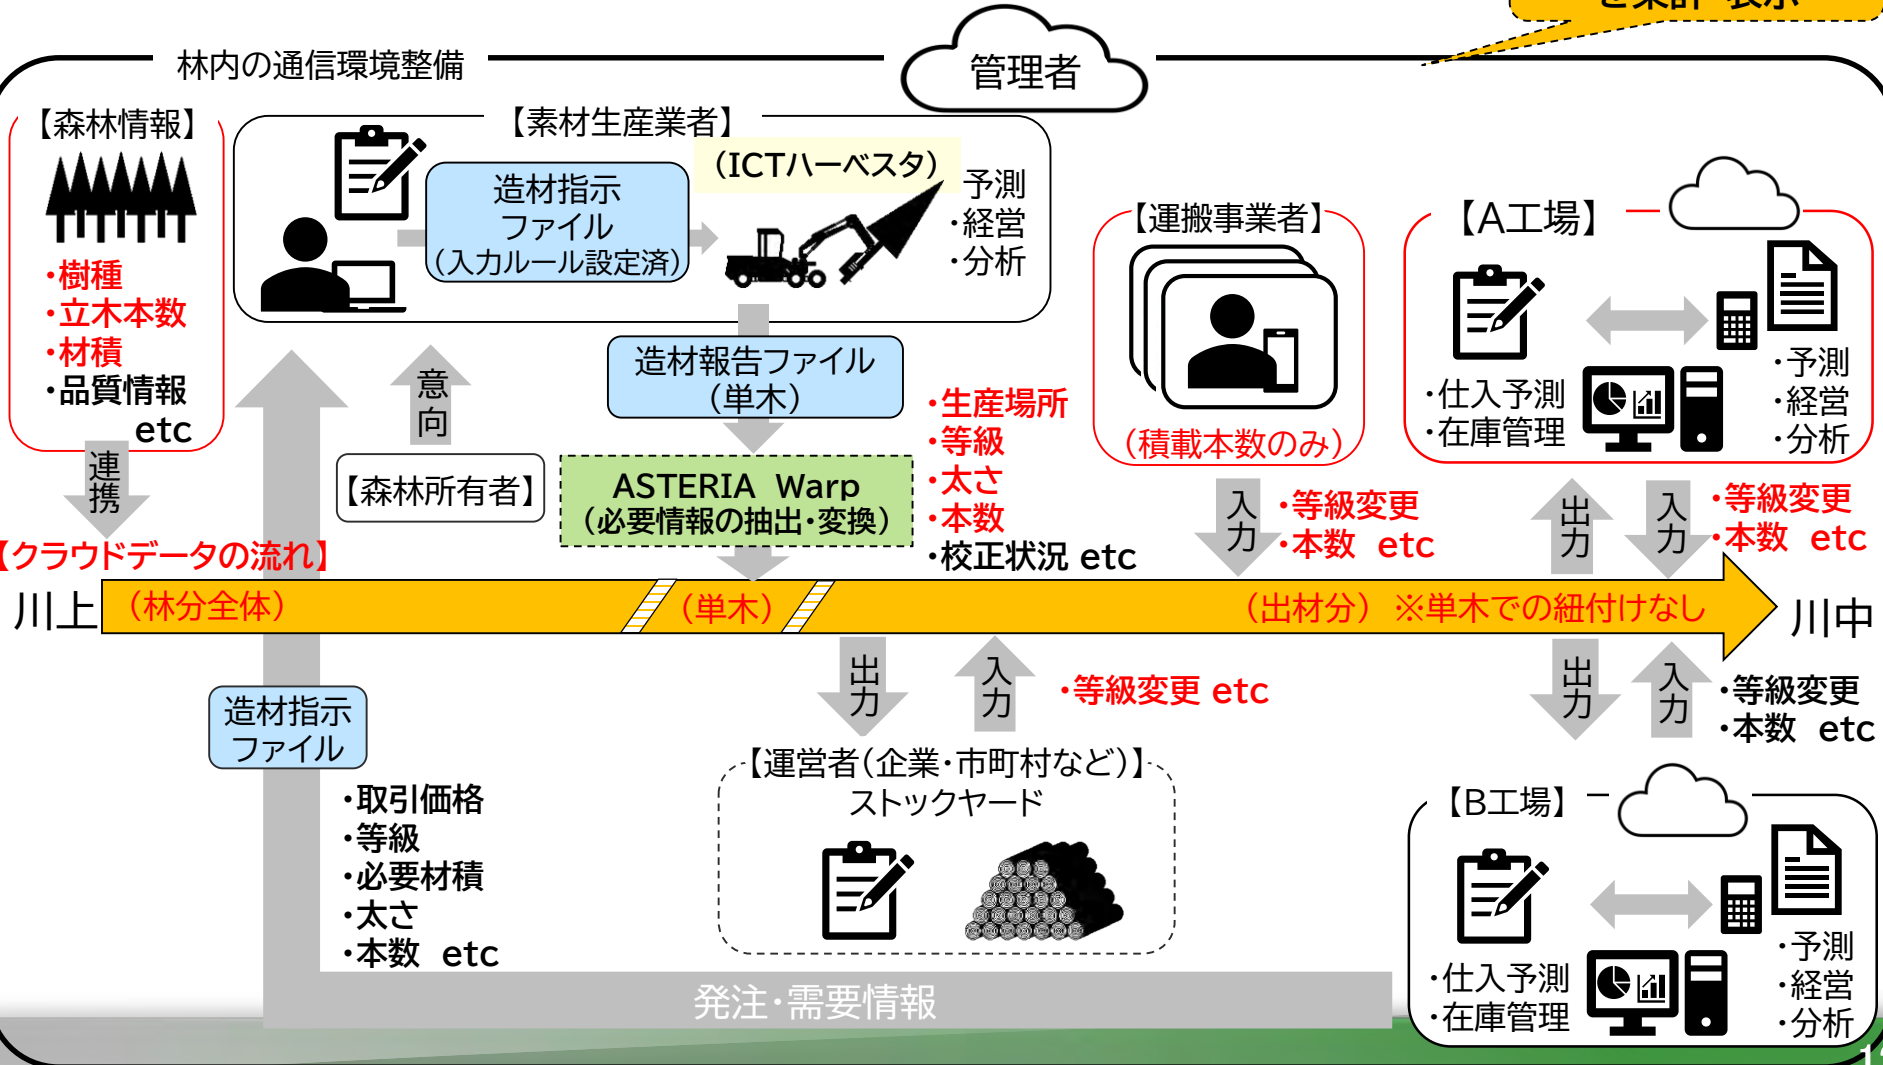 を集計・表示
林内の通信環境整備
管理者
【森林情報】
・樹種
・立木本数
・材積
・品質情報
etc
連携
【素材生産業者】
造材指示
ファイル
（入力ルール設定済）
（ICTハーベスタ）
予測
・経営
・分析
造材報告ファイル
（単木）
意向
【森林所有者】
ASTERIA Warp
（必要情報の抽出・変換）
・生産場所
・等級
・太さ
・本数
・校正状況 etc
【運搬事業者】
（積載本数のみ）
入力
・等級変更
・本数 etc
【A工場】
・仕入予測
・在庫管理
・予測
・経営
・分析
出力
入力
・等級変更
・本数 etc
【クラウドデータの流れ】
川上
（林分全体）
（単木）
（出材分）※単木での紐付けなし
川中
造材指示
ファイル
・取引価格
・等級
・必要材積
・太さ
・本数 etc
出力
入力
・等級変更 etc
【運営者（企業・市町村など）】
ストックヤード
出力
入力
・等級変更
・本数 etc
【B工場】
・仕入予測
・在庫管理
・予測
・経営
・分析
発注・需要情報